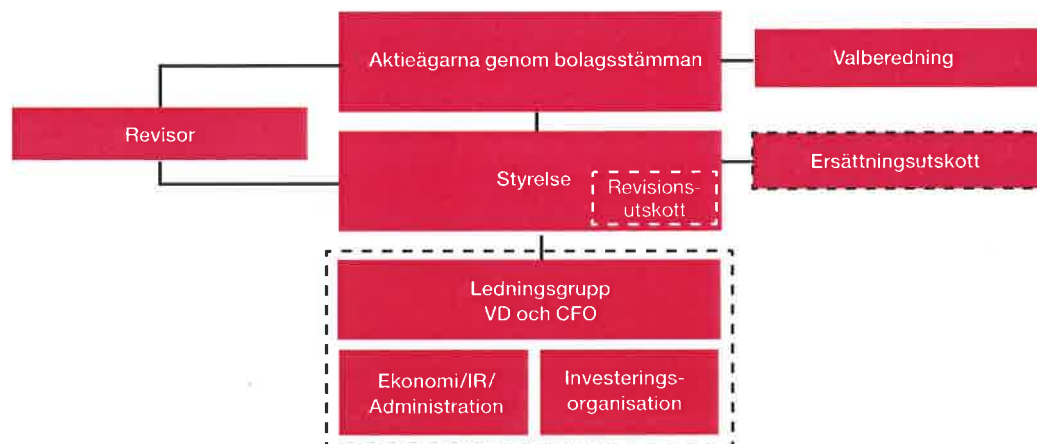 Aktieägarna genom bolagsstämman
Valberedning
Revisor
Styrelse
Revisions-
utskott
Ersättningsutskott
Ledningsgrupp
VD och CFO
Ekonomi/IR/
Administration
Investerings-
organisation